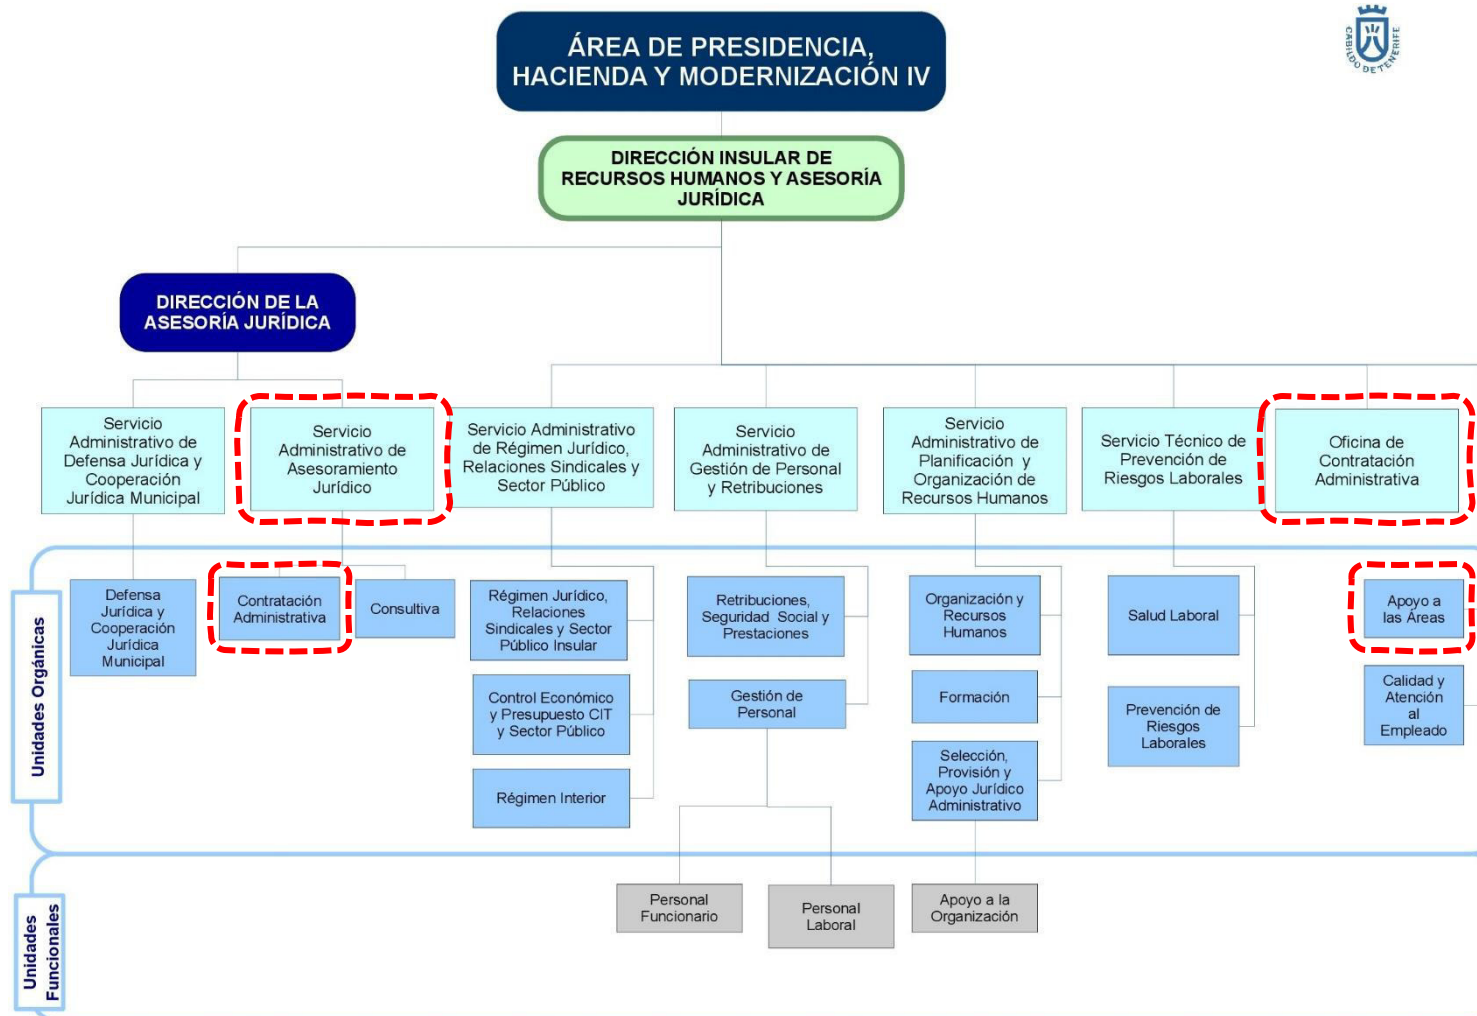 ÁREA DE PRESIDENCIA,
HACIENDA Y MODERNIZACIÓN IV
CABILDO DE TENERIFE
DIRECCIÓN INSULAR DE
RECURSOS HUMANOS Y ASESORÍA
JURÍDICA
DIRECCIÓN DE LA
ASESORÍA JURÍDICA
Servicio
Administrativo de
Defensa Jurídica y
Cooperación
Jurídica Municipal
Servicio
Administrativo de
Asesoramiento
Jurídico
Servicio Administrativo
de Régimen Jurídico,
Relaciones Sindicales y
Sector Público
Servicio
Administrativo de
Gestión de Personal
y Retribuciones
Servicio
Administrativo de
Planificación y
Organización de
Recursos Humanos
Servicio Técnico de
Prevención de
Riesgos Laborales
Oficina de
Contratación
Administrativa
Unidades Orgánicas
Defensa
Jurídica y
Cooperación
Jurídica
Municipal
Contratación
Administrativa
Consultiva
Régimen Jurídico,
Relaciones
Sindicales y Sector
Público Insular
Control Económico
y Presupuesto CIT
y Sector Público
Régimen Interior
Retribuciones,
Seguridad Social y
Prestaciones
Gestión de
Personal
Organización y
Recursos
Humanos
Formación
Selección,
Provisión y
Apoyo Jurídico
Administrativo
Salud Laboral
Prevención de
Riesgos
Laborales
Apoyo a
las Áreas
Calidad y
Atención
al
Empleado
Unidades
Funcionales
Personal
Funcionario
Personal
Laboral
Apoyo a la
Organización